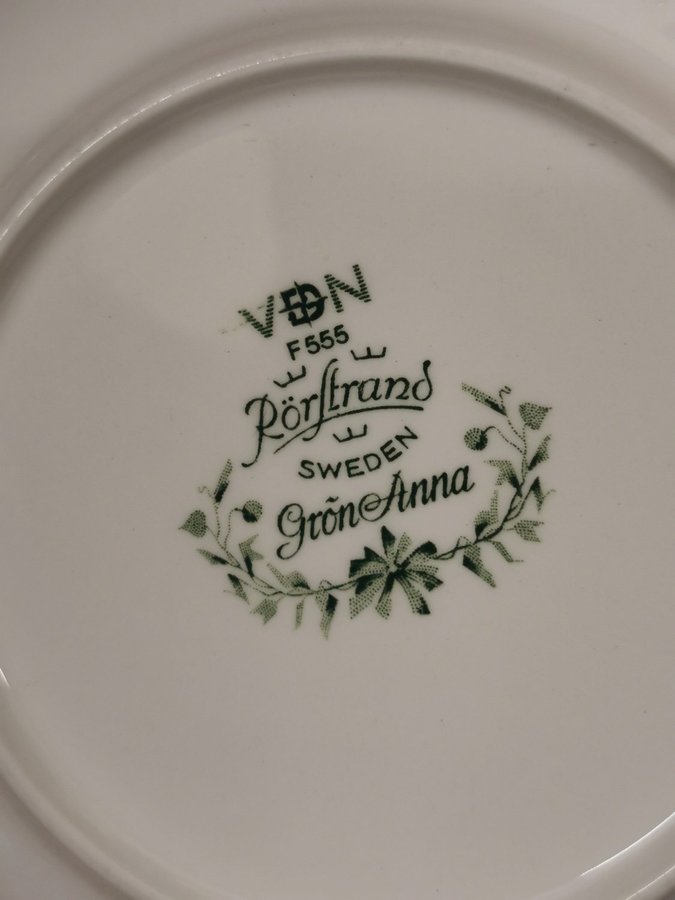 VDN
F555
Rörstrand
SWEDEN
Grön Anna